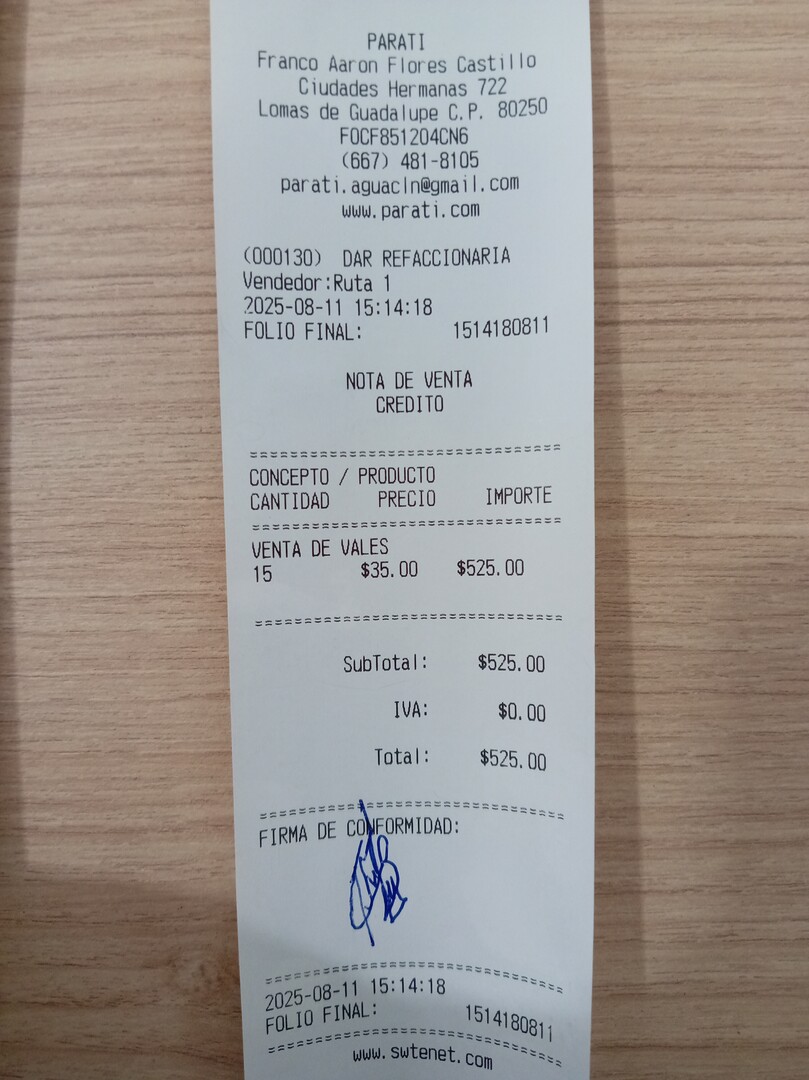 PARATI
Franco Aaron Flores Castillo
Ciudades Hermanas 722
Lomas de Guadalupe C.P. 80250
FOCF851204CN6
(667) 481-8105
parati.aguacln@gmail.com
www.parati.com
(000130) DAR REFACCIONARIA
Vendedor:Ruta 1
2025-08-11 15:14:18
FOLIO FINAL: 1514180811
NOTA DE VENTA
CREDITO
==============================
CONCEPTO / PRODUCTO
CANTIDAD PRECIO IMPORTE
==============================
VENTA DE VALES
15 $35.00 $525.00
==============================
SubTotal: $525.00
IVA: $0.00
Total: $525.00
==============================
FIRMA DE CONFORMIDAD:
==============================
2025-08-11 15:14:18
FOLIO FINAL: 1514180811
==============================
www.swtenet.com